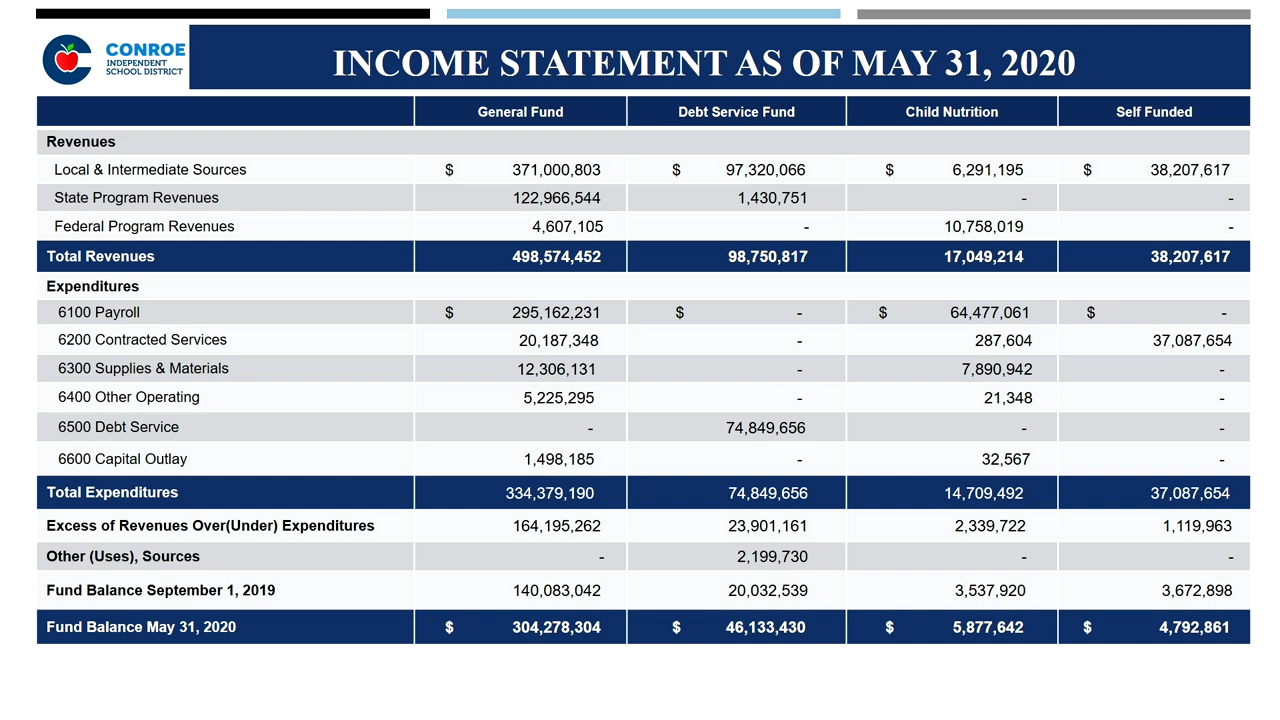 CONROE
INDEPENDENT
SCHOOL DISTRICT
INCOME STATEMENT AS OF MAY 31, 2020
General Fund Debt Service Fund Child Nutrition Self Funded
Revenues
Local & Intermediate Sources $ 371,000,803 $ 97,320,066 $ 6,291,195 $ 38,207,617
State Program Revenues 122,966,544 1,430,751 - -
Federal Program Revenues 4,607,105 - 10,758,019 -
Total Revenues 498,574,452 98,750,817 17,049,214 38,207,617
Expenditures
6100 Payroll $ 295,162,231 $ - $ 64,477,061 $ -
6200 Contracted Services 20,187,348 - 287,604 37,087,654
6300 Supplies & Materials 12,306,131 - 7,890,942 -
6400 Other Operating 5,225,295 - 21,348 -
6500 Debt Service - 74,849,656 - -
6600 Capital Outlay 1,498,185 - 32,567 -
Total Expenditures 334,379,190 74,849,656 14,709,492 37,087,654
Excess of Revenues Over(Under) Expenditures 164,195,262 23,901,161 2,339,722 1,119,963
Other (Uses), Sources - 2,199,730 - -
Fund Balance September 1, 2019 140,083,042 20,032,539 3,537,920 3,672,898
Fund Balance May 31, 2020 $ 304,278,304 $ 46,133,430 $ 5,877,642 $ 4,792,861